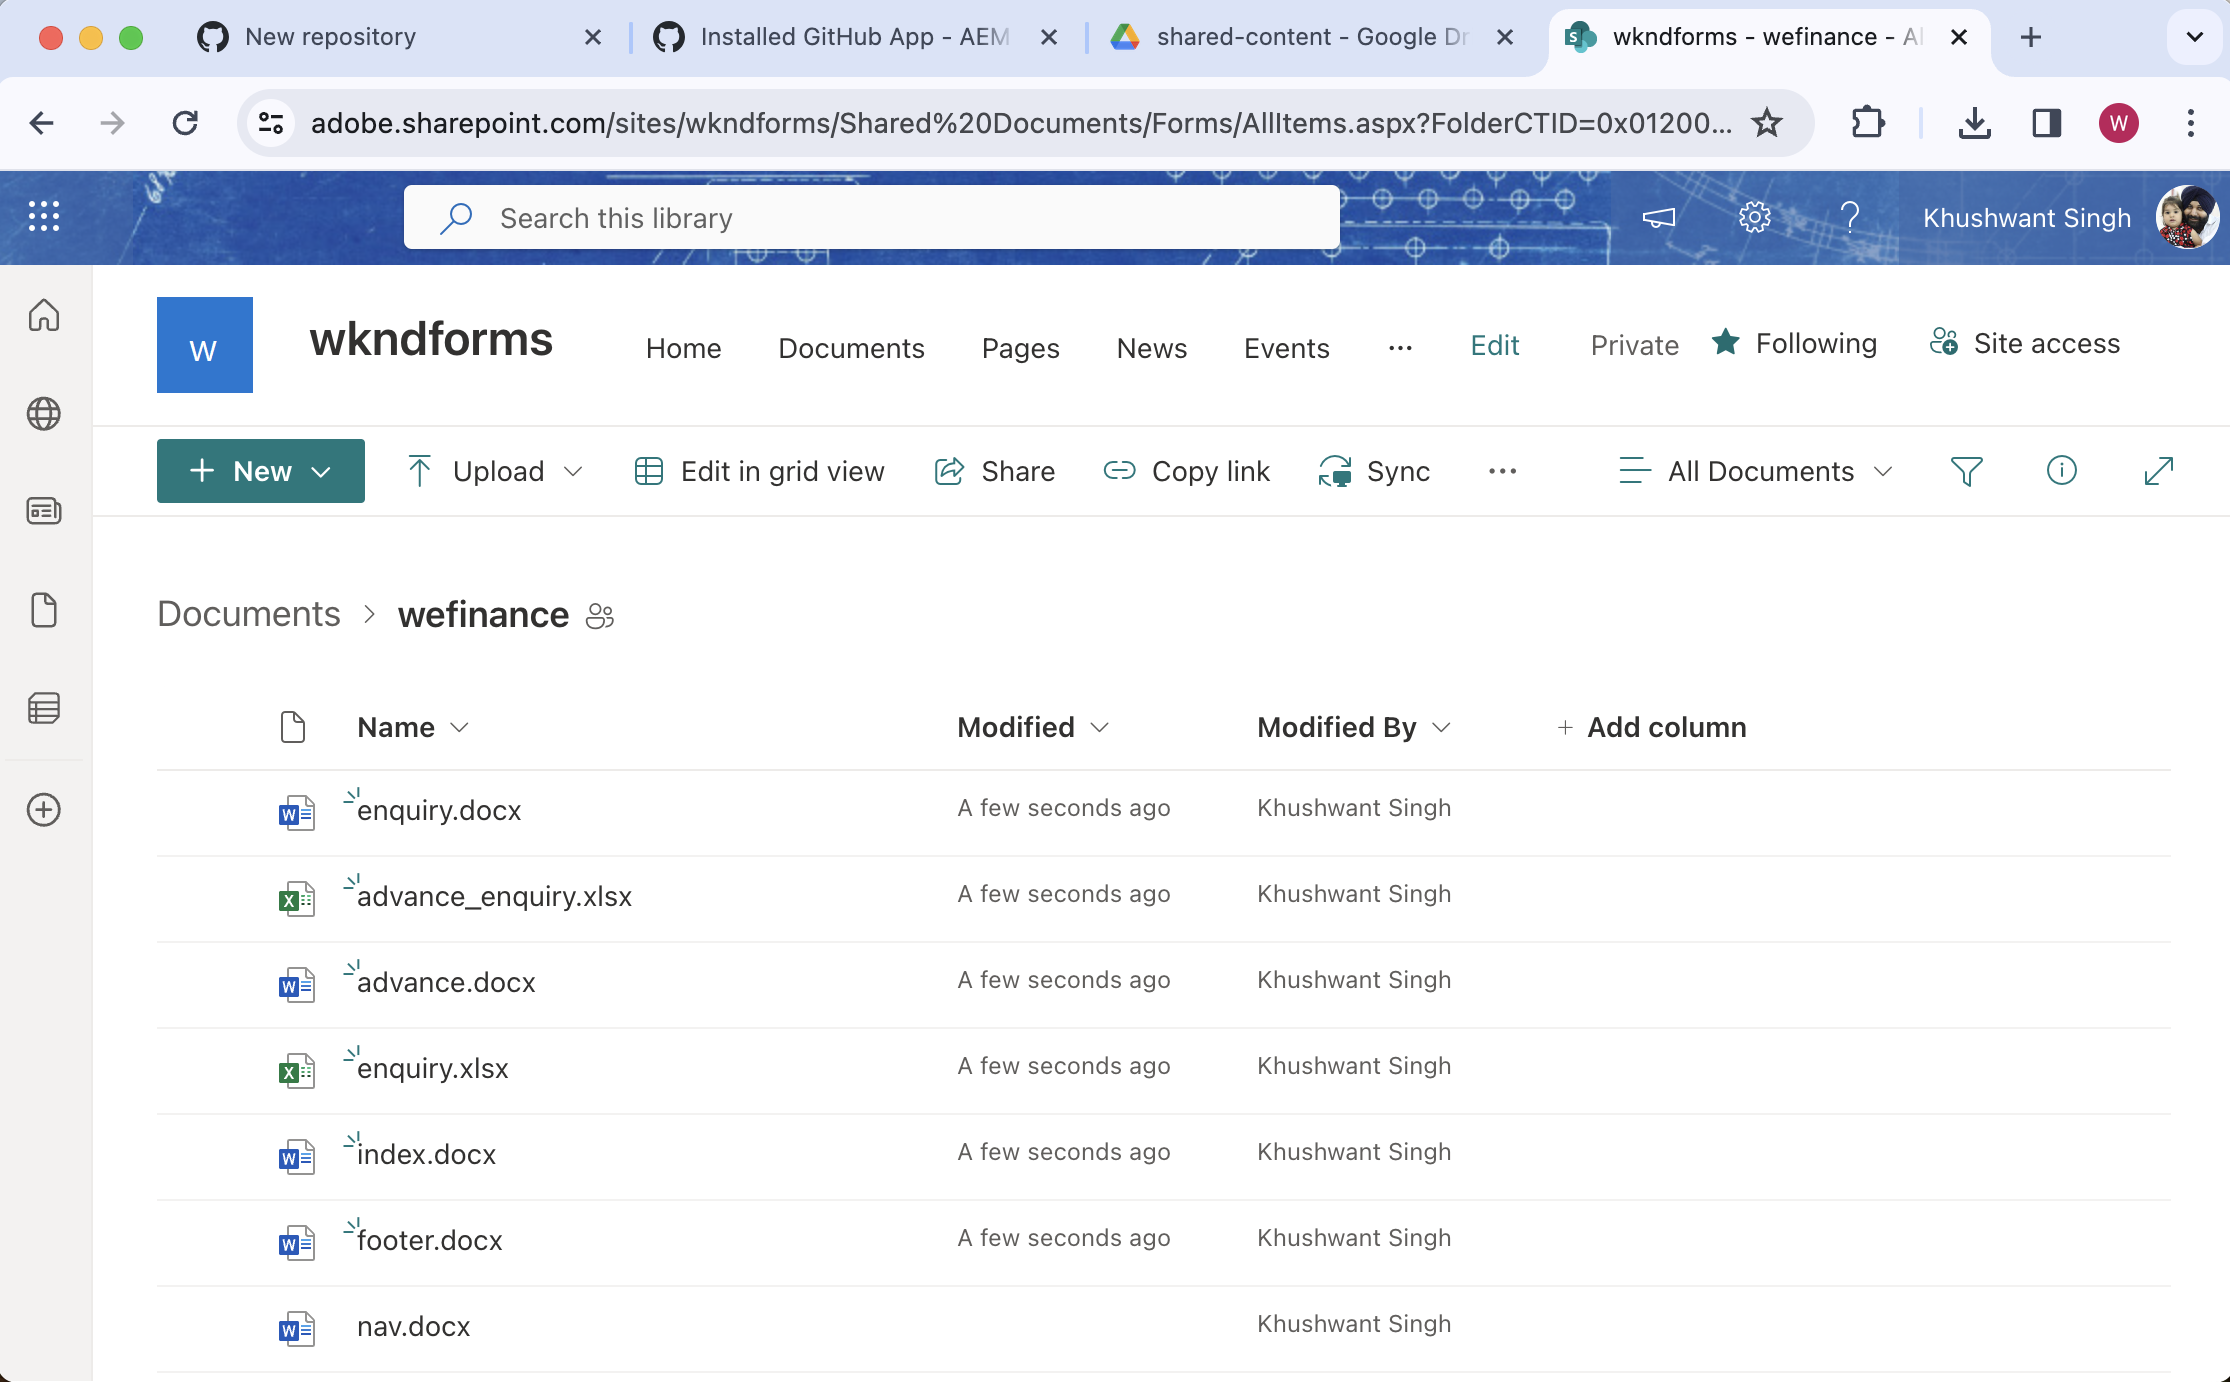 New repository
Installed GitHub App - AEM
shared-content - Google Dr
wkndforms - wefinance - Al
adobe.sharepoint.com/sites/wkndforms/Shared%20Documents/Forms/AllItems.aspx?FolderCTID=0x01200...
W
Search this library
Khushwant Singh
W
wkndforms
Home
Documents
Pages
News
Events
Edit
Private
Following
Site access
New
Upload
Edit in grid view
Share
Copy link
Sync
All Documents
Documents > wefinance
Name
Modified
Modified By
+ Add column
enquiry.docx A few seconds ago Khushwant Singh
advance_enquiry.xlsx A few seconds ago Khushwant Singh
advance.docx A few seconds ago Khushwant Singh
enquiry.xlsx A few seconds ago Khushwant Singh
index.docx A few seconds ago Khushwant Singh
footer.docx A few seconds ago Khushwant Singh
nav.docx Khushwant Singh